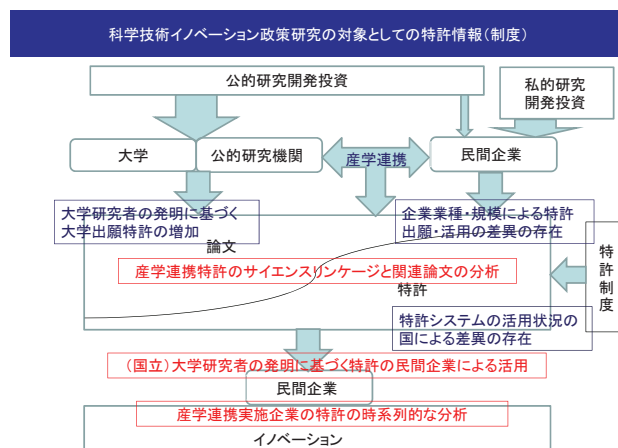 科学技術イノベーション政策研究の対象としての特許情報(制度)
公的研究開発投資
私的研究
開発投資
大学
公的研究機関
産学連携
民間企業
大学研究者の発明に基づく
大学出願特許の増加
企業業種・規模による特許
出願・活用の差異の存在
論文
産学連携特許のサイエンスリンケージと関連論文の分析
特許
特許制度
特許システムの活用状況の
国による差異の存在
(国立)大学研究者の発明に基づく特許の民間企業による活用
民間企業
産学連携実施企業の特許の時系列的な分析
イノベーション